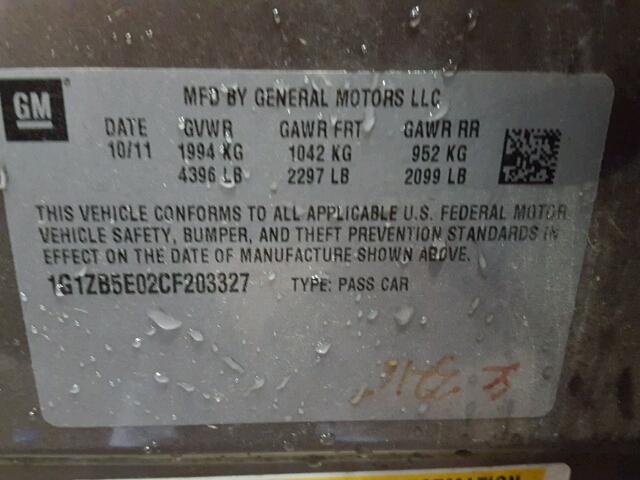 GM
MFD BY GENERAL MOTORS LLC
DATE GVWR GAWR FRT GAWR RR
10/11 1994 KG 1042 KG 952 KG
4396 LB 2297 LB 2099 LB
THIS VEHICLE CONFORMS TO ALL APPLICABLE U.S. FEDERAL MOTOR
VEHICLE SAFETY, BUMPER, AND THEFT PREVENTION STANDARDS IN
EFFECT ON THE DATE OF MANUFACTURE SHOWN ABOVE.
1G1ZB5E02CF203327 TYPE: PASS CAR